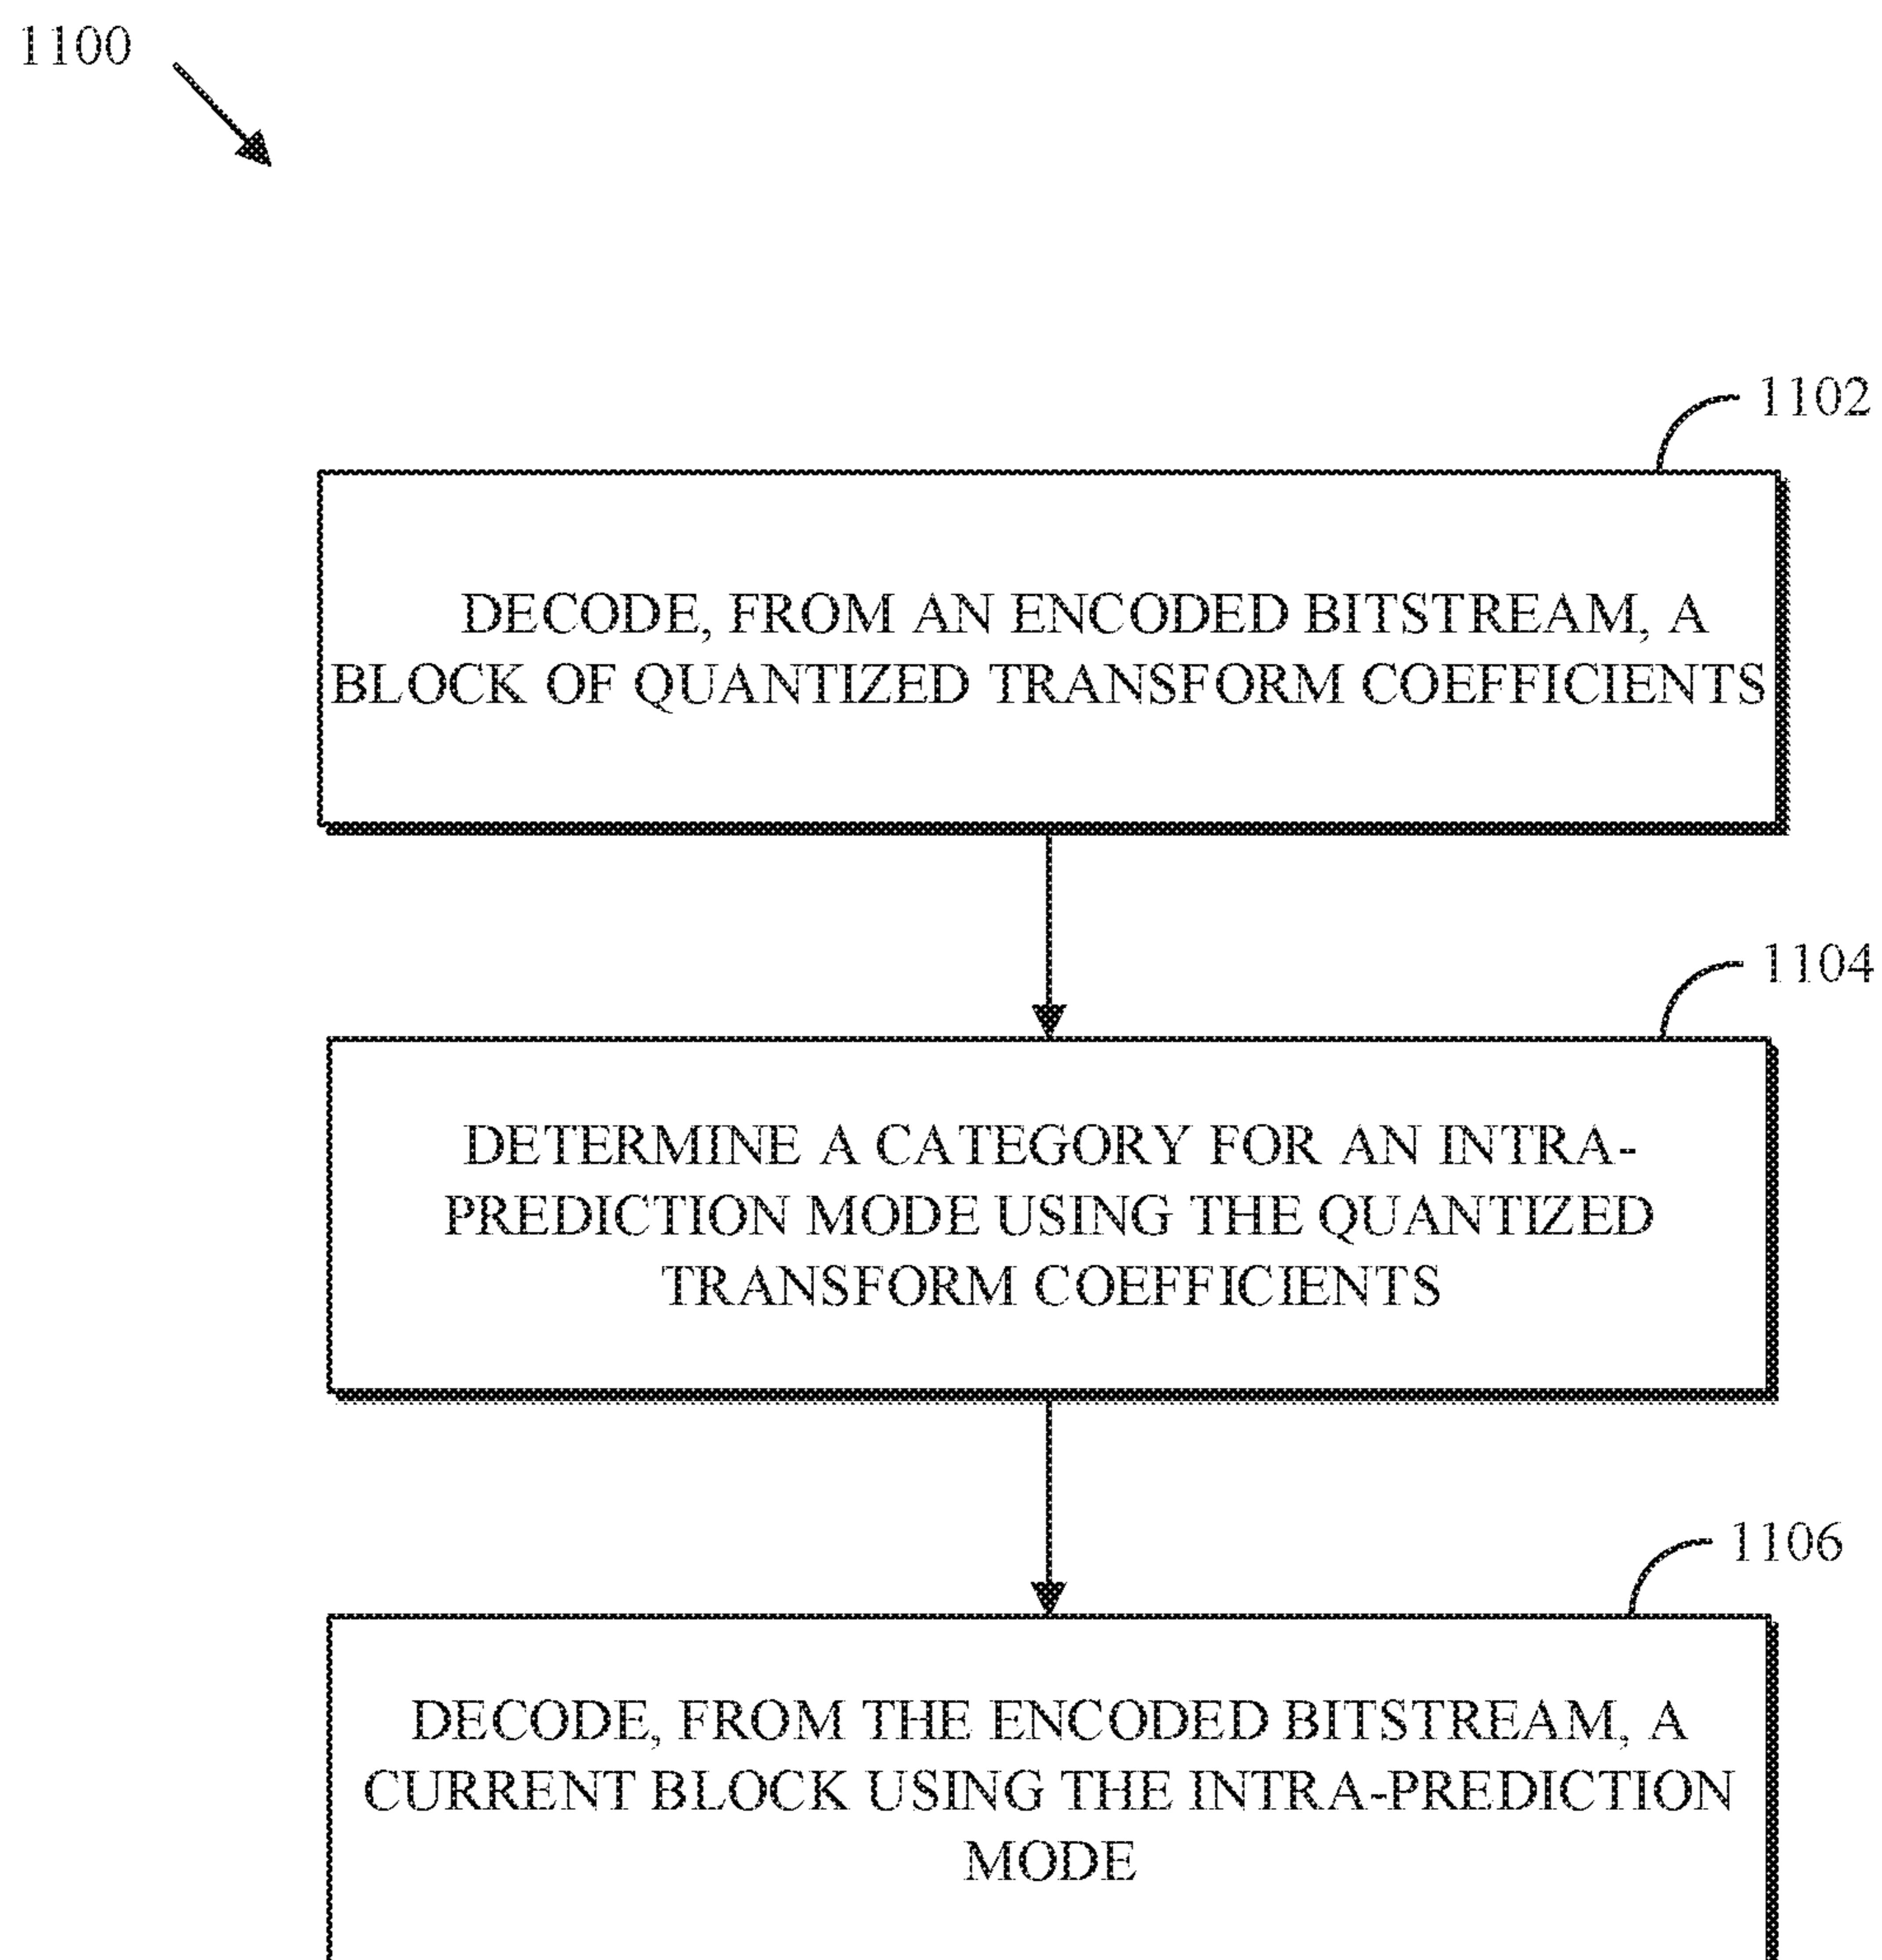 1100
1102
DECODE, FROM AN ENCODED BITSTREAM, A
BLOCK OF QUANTIZED TRANSFORM COEFFICIENTS
1104
DETERMINE A CATEGORY FOR AN INTRA-
PREDICTION MODE USING THE QUANTIZED
TRANSFORM COEFFICIENTS
1106
DECODE, FROM THE ENCODED BITSTREAM, A
CURRENT BLOCK USING THE INTRA-PREDICTION
MODE